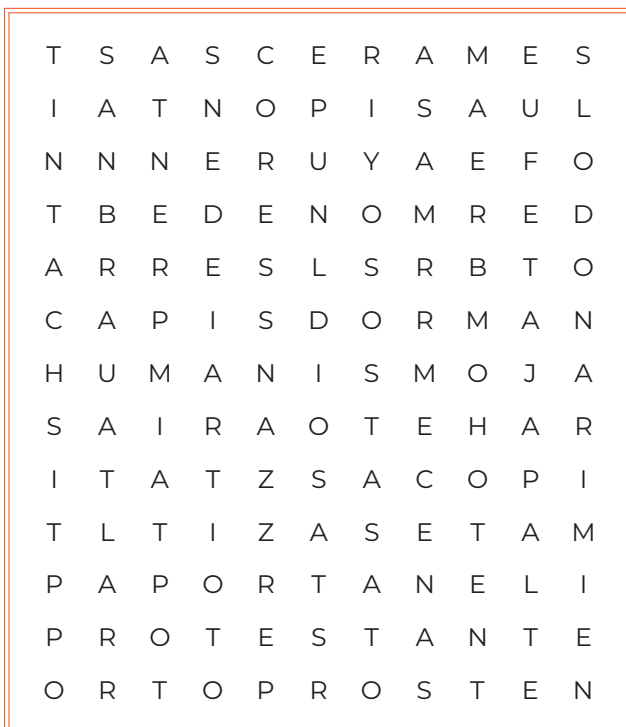 T S A S C E R A M E S
I A T N O P I S A U L
N N N E R U Y A E F O
T B E D E N O M R E D
A R R E S L S R B T O
C A P I S D O R M A N
H U M A N I S M O J A
S A I R A O T E H A R
I T A T Z S A C O P I
T L T I Z A S E T A M
P A P O R T A N E L I
P R O T E S T A N T E
O R T O P R O S T E N